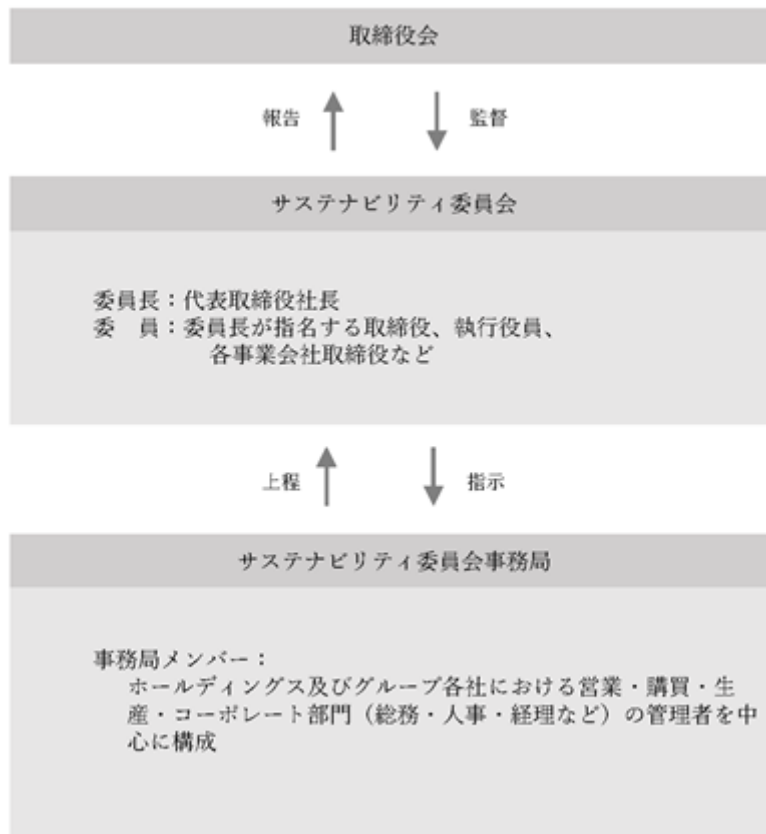 取締役会
報告
監督
サステナビリティ委員会
委員長：代表取締役社長
委　員：委員長が指名する取締役、執行役員、
各事業会社取締役など
上程
指示
サステナビリティ委員会事務局
事務局メンバー：
ホールディングス及びグループ各社における営業・購買・生
産・コーポレート部門（総務・人事・経理など）の管理者を中
心に構成